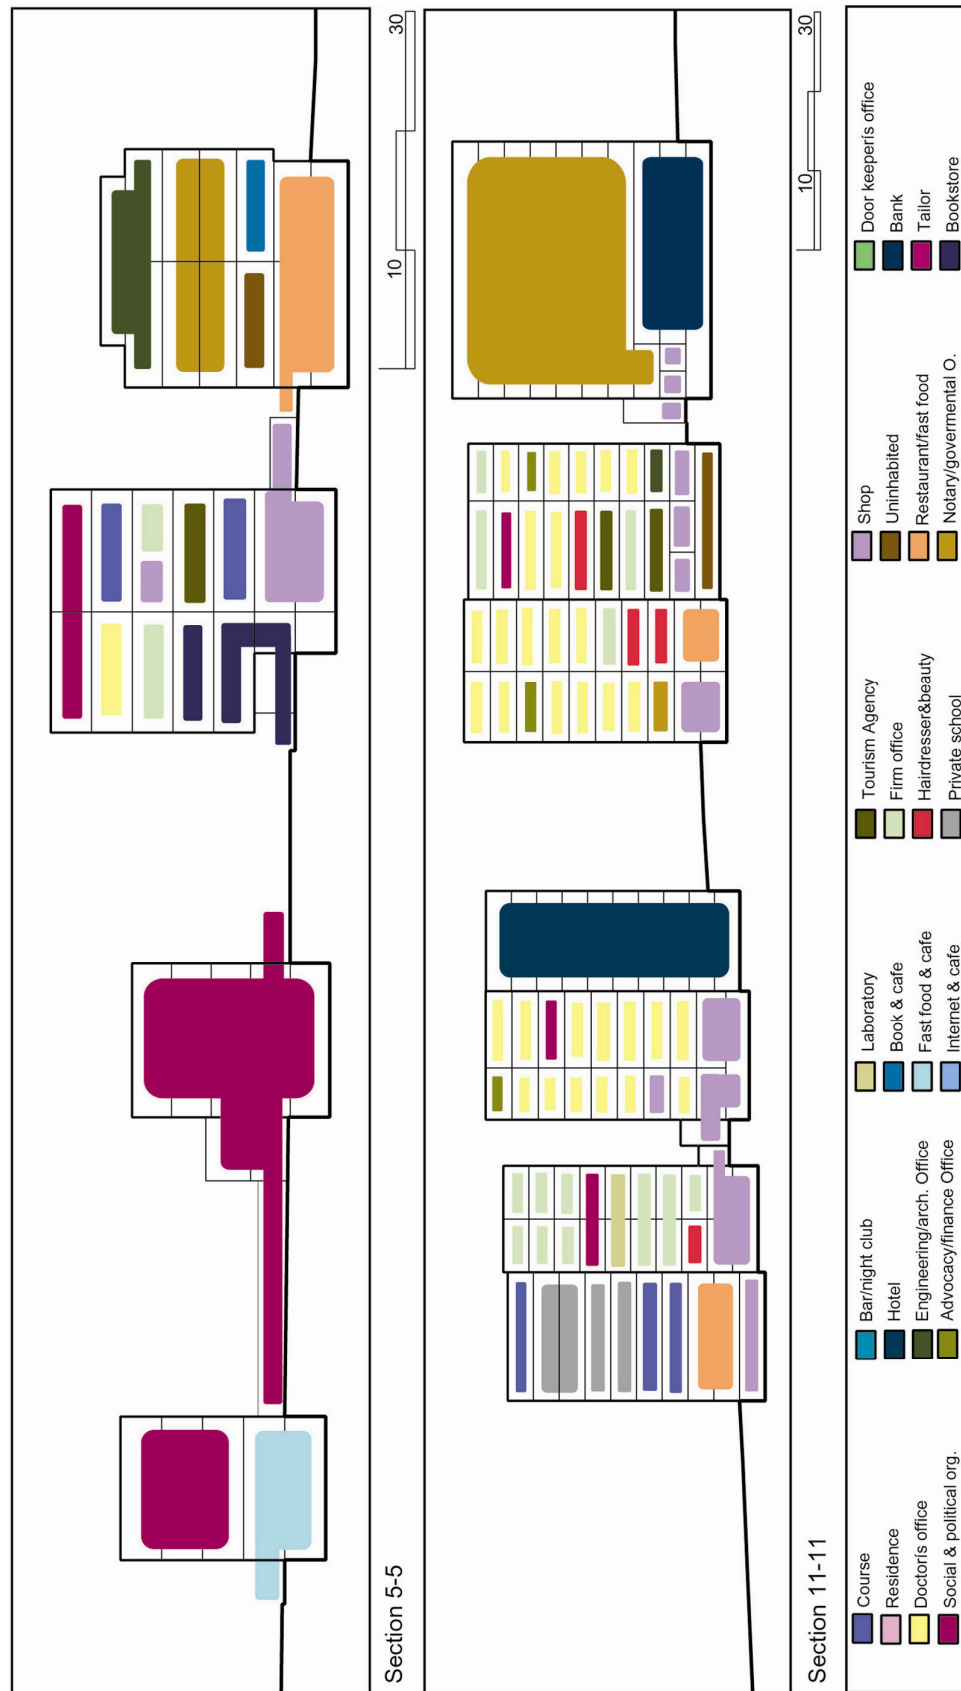 10
30
Section 5-5
10
30
Section 11-11
Course
Residence
Doctoris office
Social & political org.
Bar/night club
Hotel
Engineering/arch. Office
Advocacy/finance Office
Laboratory
Book & cafe
Fast food & cafe
Internet & cafe
Tourism Agency
Firm office
Hairdresser&beauty
Private school
Shop
Uninhabited
Restaurant/fast food
Notary/govermental O.
Door keeperis office
Bank
Tailor
Bookstore